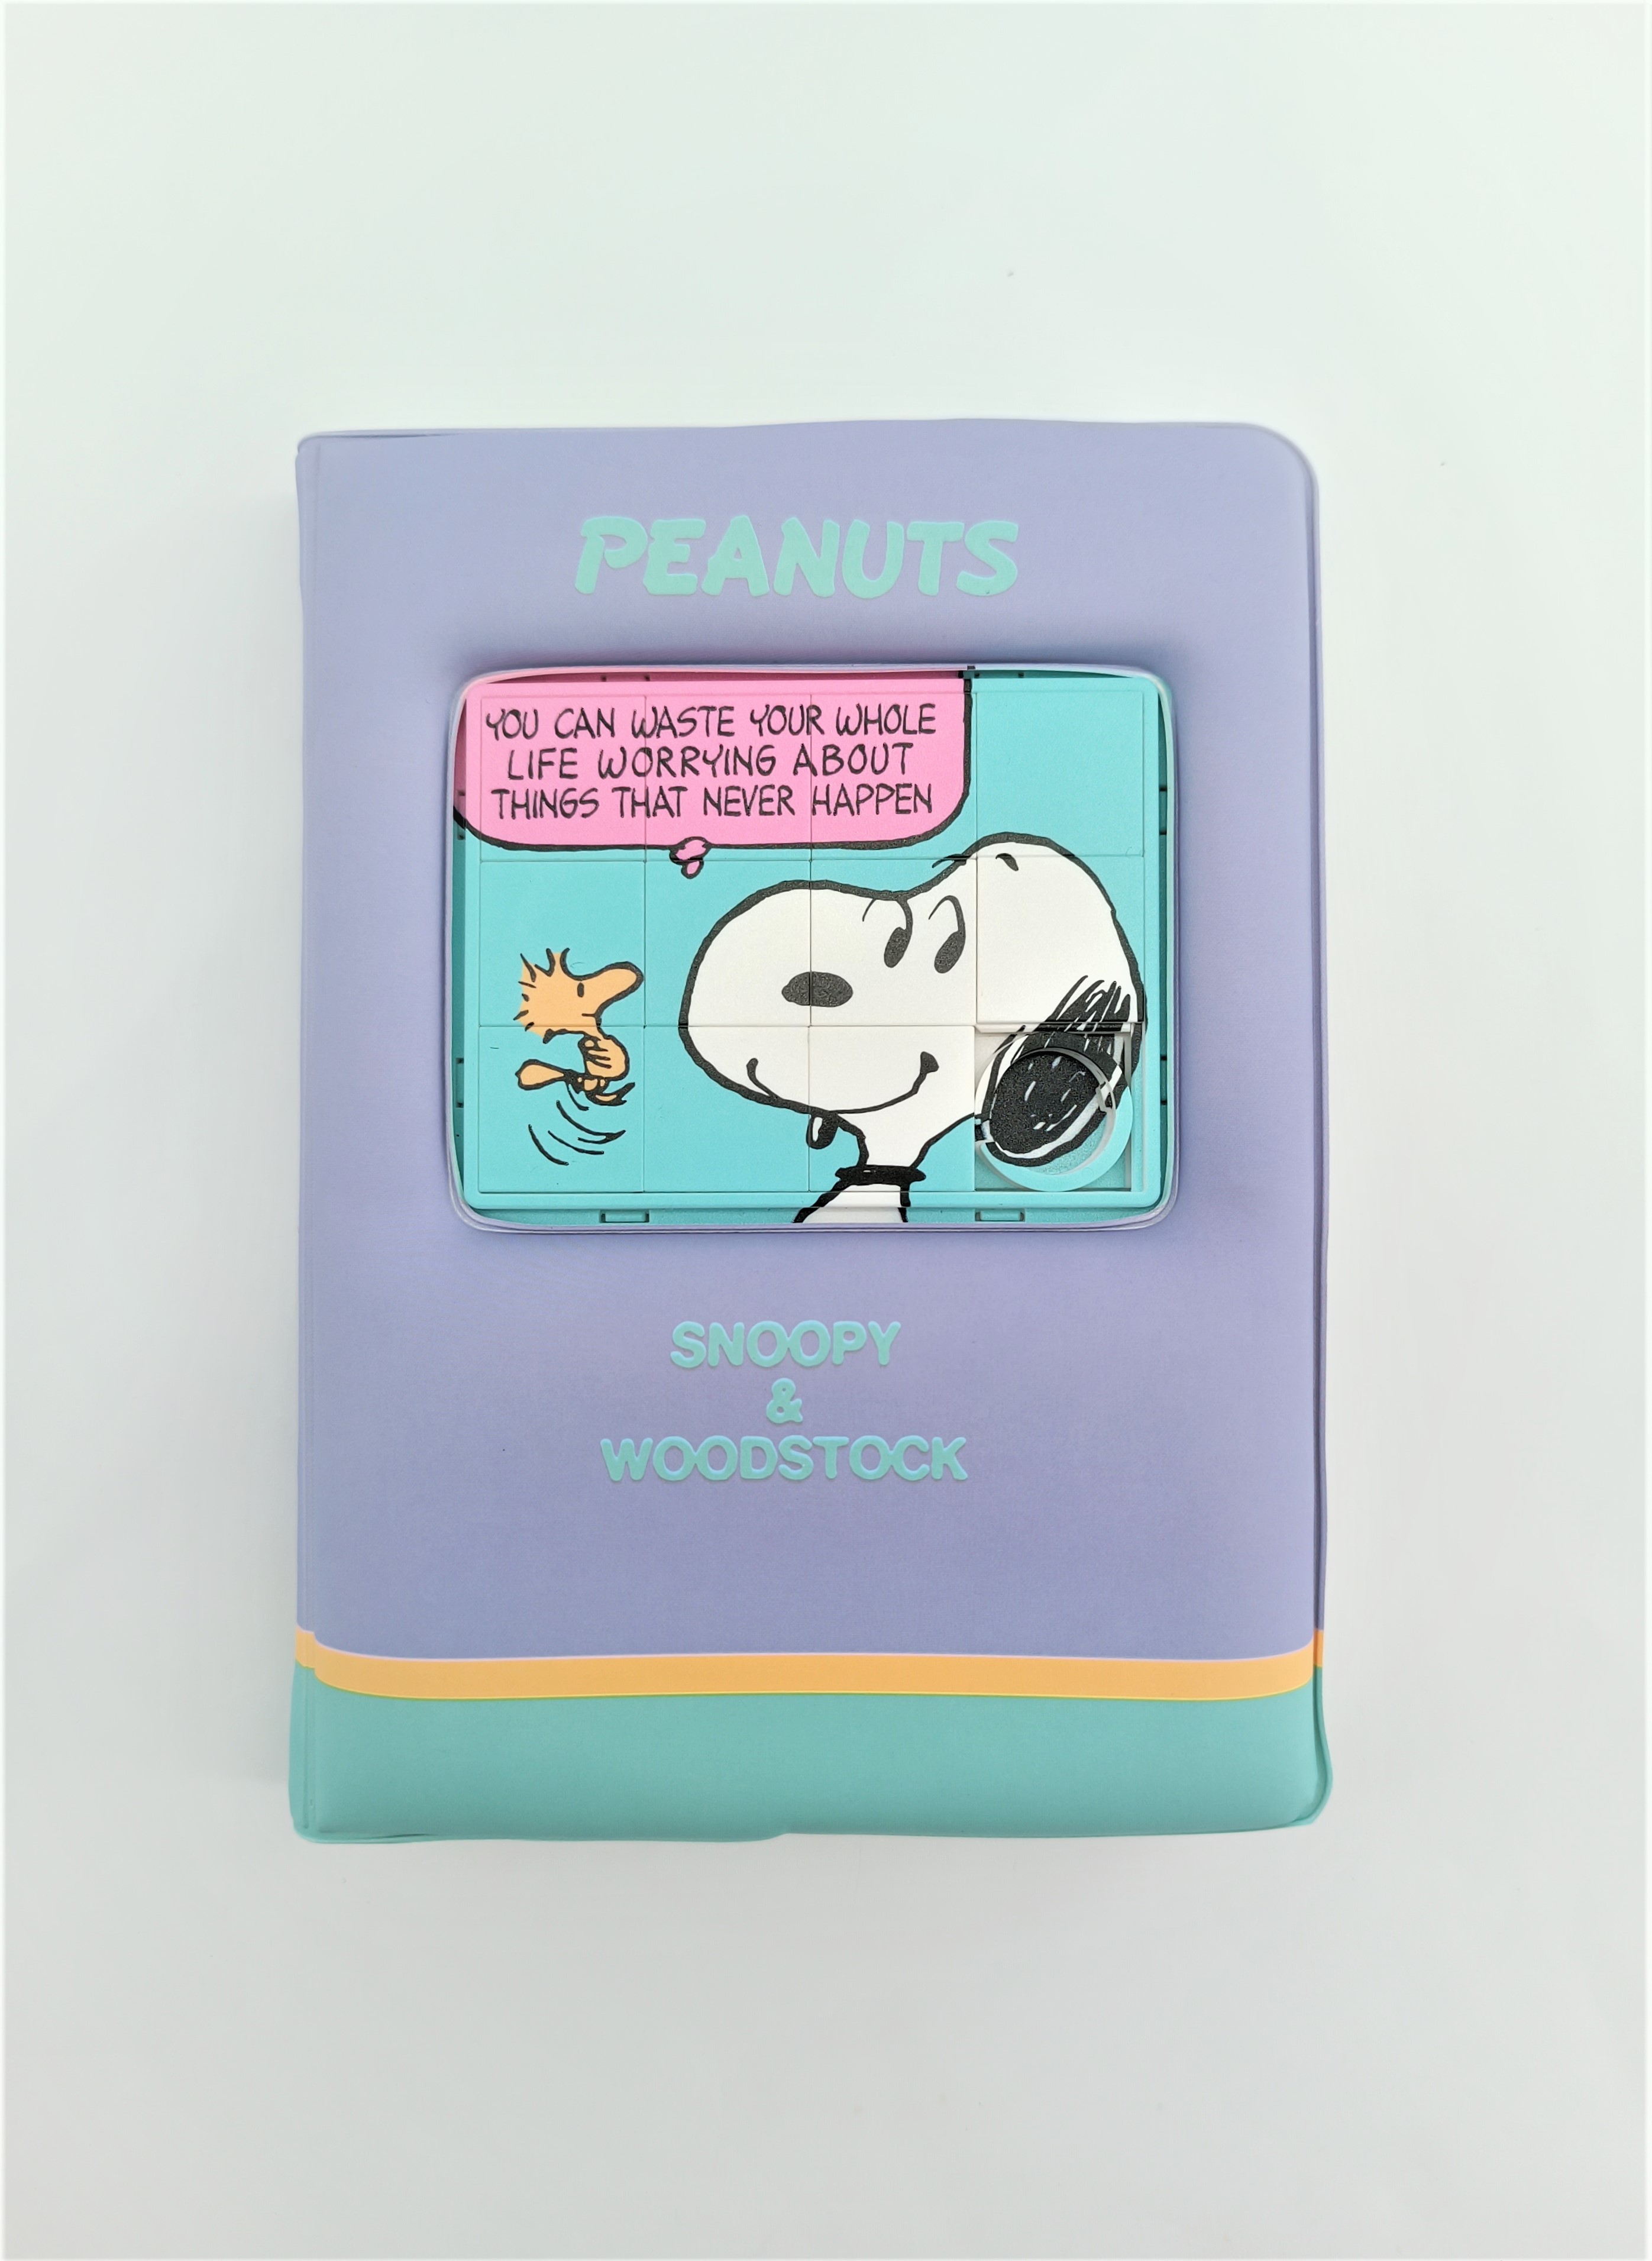 PEANUTS
YOU CAN WASTE YOUR WHOLE
LIFE WORRYING ABOUT
THINGS THAT NEVER HAPPEN
SNOOPY
&
WOODSTOCK